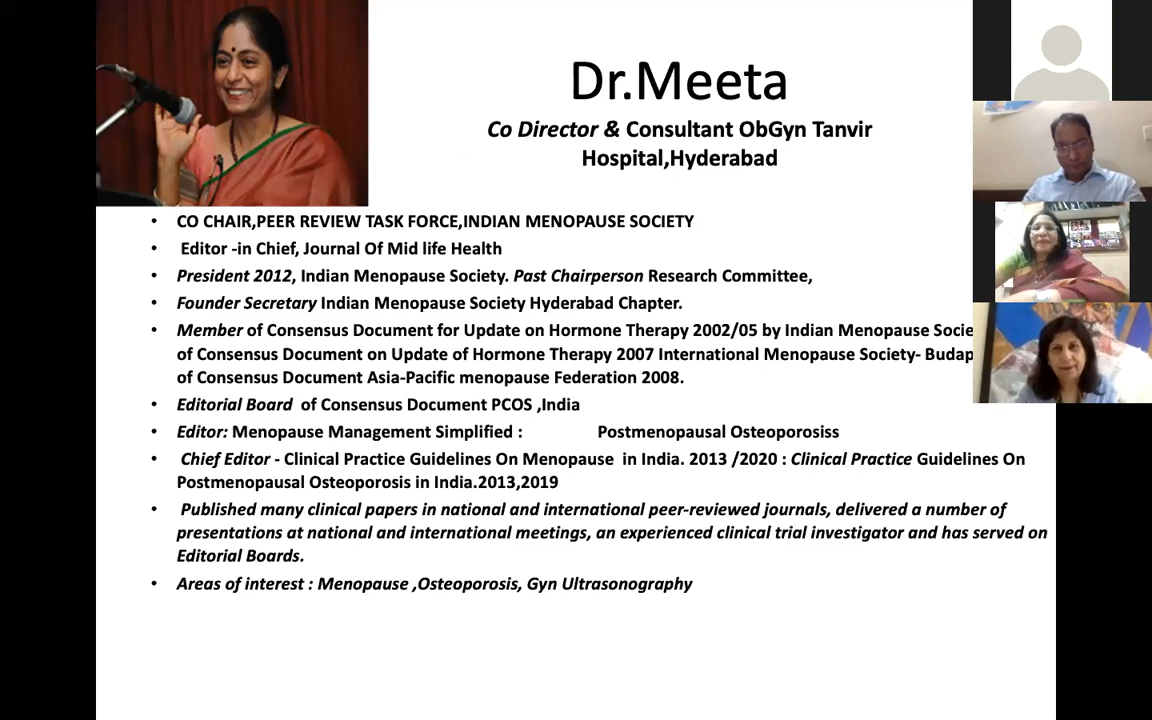 Dr.Meeta
Co Director & Consultant ObGyn Tanvir
Hospital,Hyderabad
• CO CHAIR,PEER REVIEW TASK FORCE,INDIAN MENOPAUSE SOCIETY
• Editor -in Chief, Journal Of Mid life Health
• President 2012, Indian Menopause Society. Past Chairperson Research Committee,
• Founder Secretary Indian Menopause Society Hyderabad Chapter.
• Member of Consensus Document for Update on Hormone Therapy 2002/05 by Indian Menopause
of Consensus Document on Update of Hormone Therapy 2007 International Menopause Society-
of Consensus Document Asia-Pacific menopause Federation 2008.
• Editorial Board of Consensus Document PCOS ,India
• Editor: Menopause Management Simplified : Postmenopausal Osteoporosiss
• Chief Editor - Clinical Practice Guidelines On Menopause in India. 2013 /2020 : Clinical Practice Guidelines On
Postmenopausal Osteoporosis in India.2013,2019
• Published many clinical papers in national and international peer-reviewed journals, delivered a number of
presentations at national and international meetings, an experienced clinical trial investigator and has served on
Editorial Boards.
• Areas of interest : Menopause ,Osteoporosis, Gyn Ultrasonography